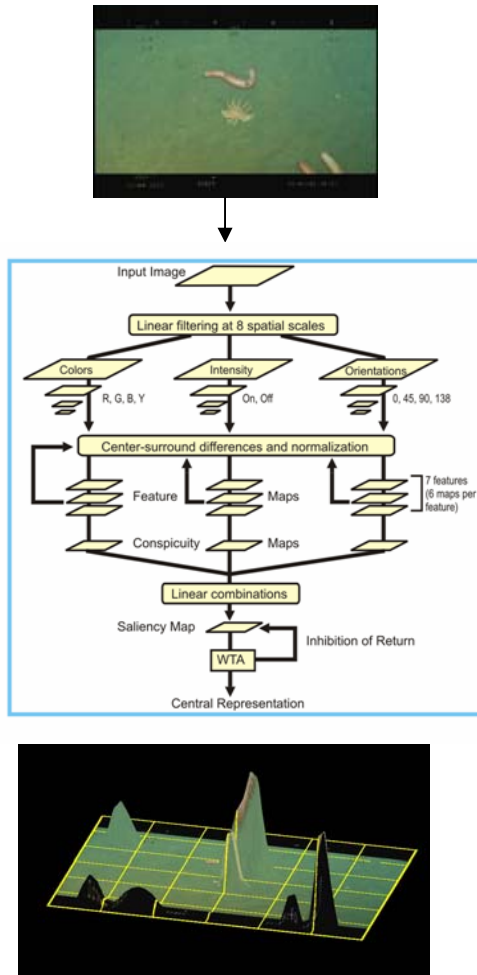 Input Image
Linear filtering at 8 spatial scales
Colors
Intensity
Orientations
R, G, B, Y
On, Off
0, 45, 90, 138
Center-surround differences and normalization
Feature
Maps
7 features
(6 maps per
feature)
Conspicuity
Maps
Linear combinations
Saliency Map
Inhibition of Return
WTA
Central Representation